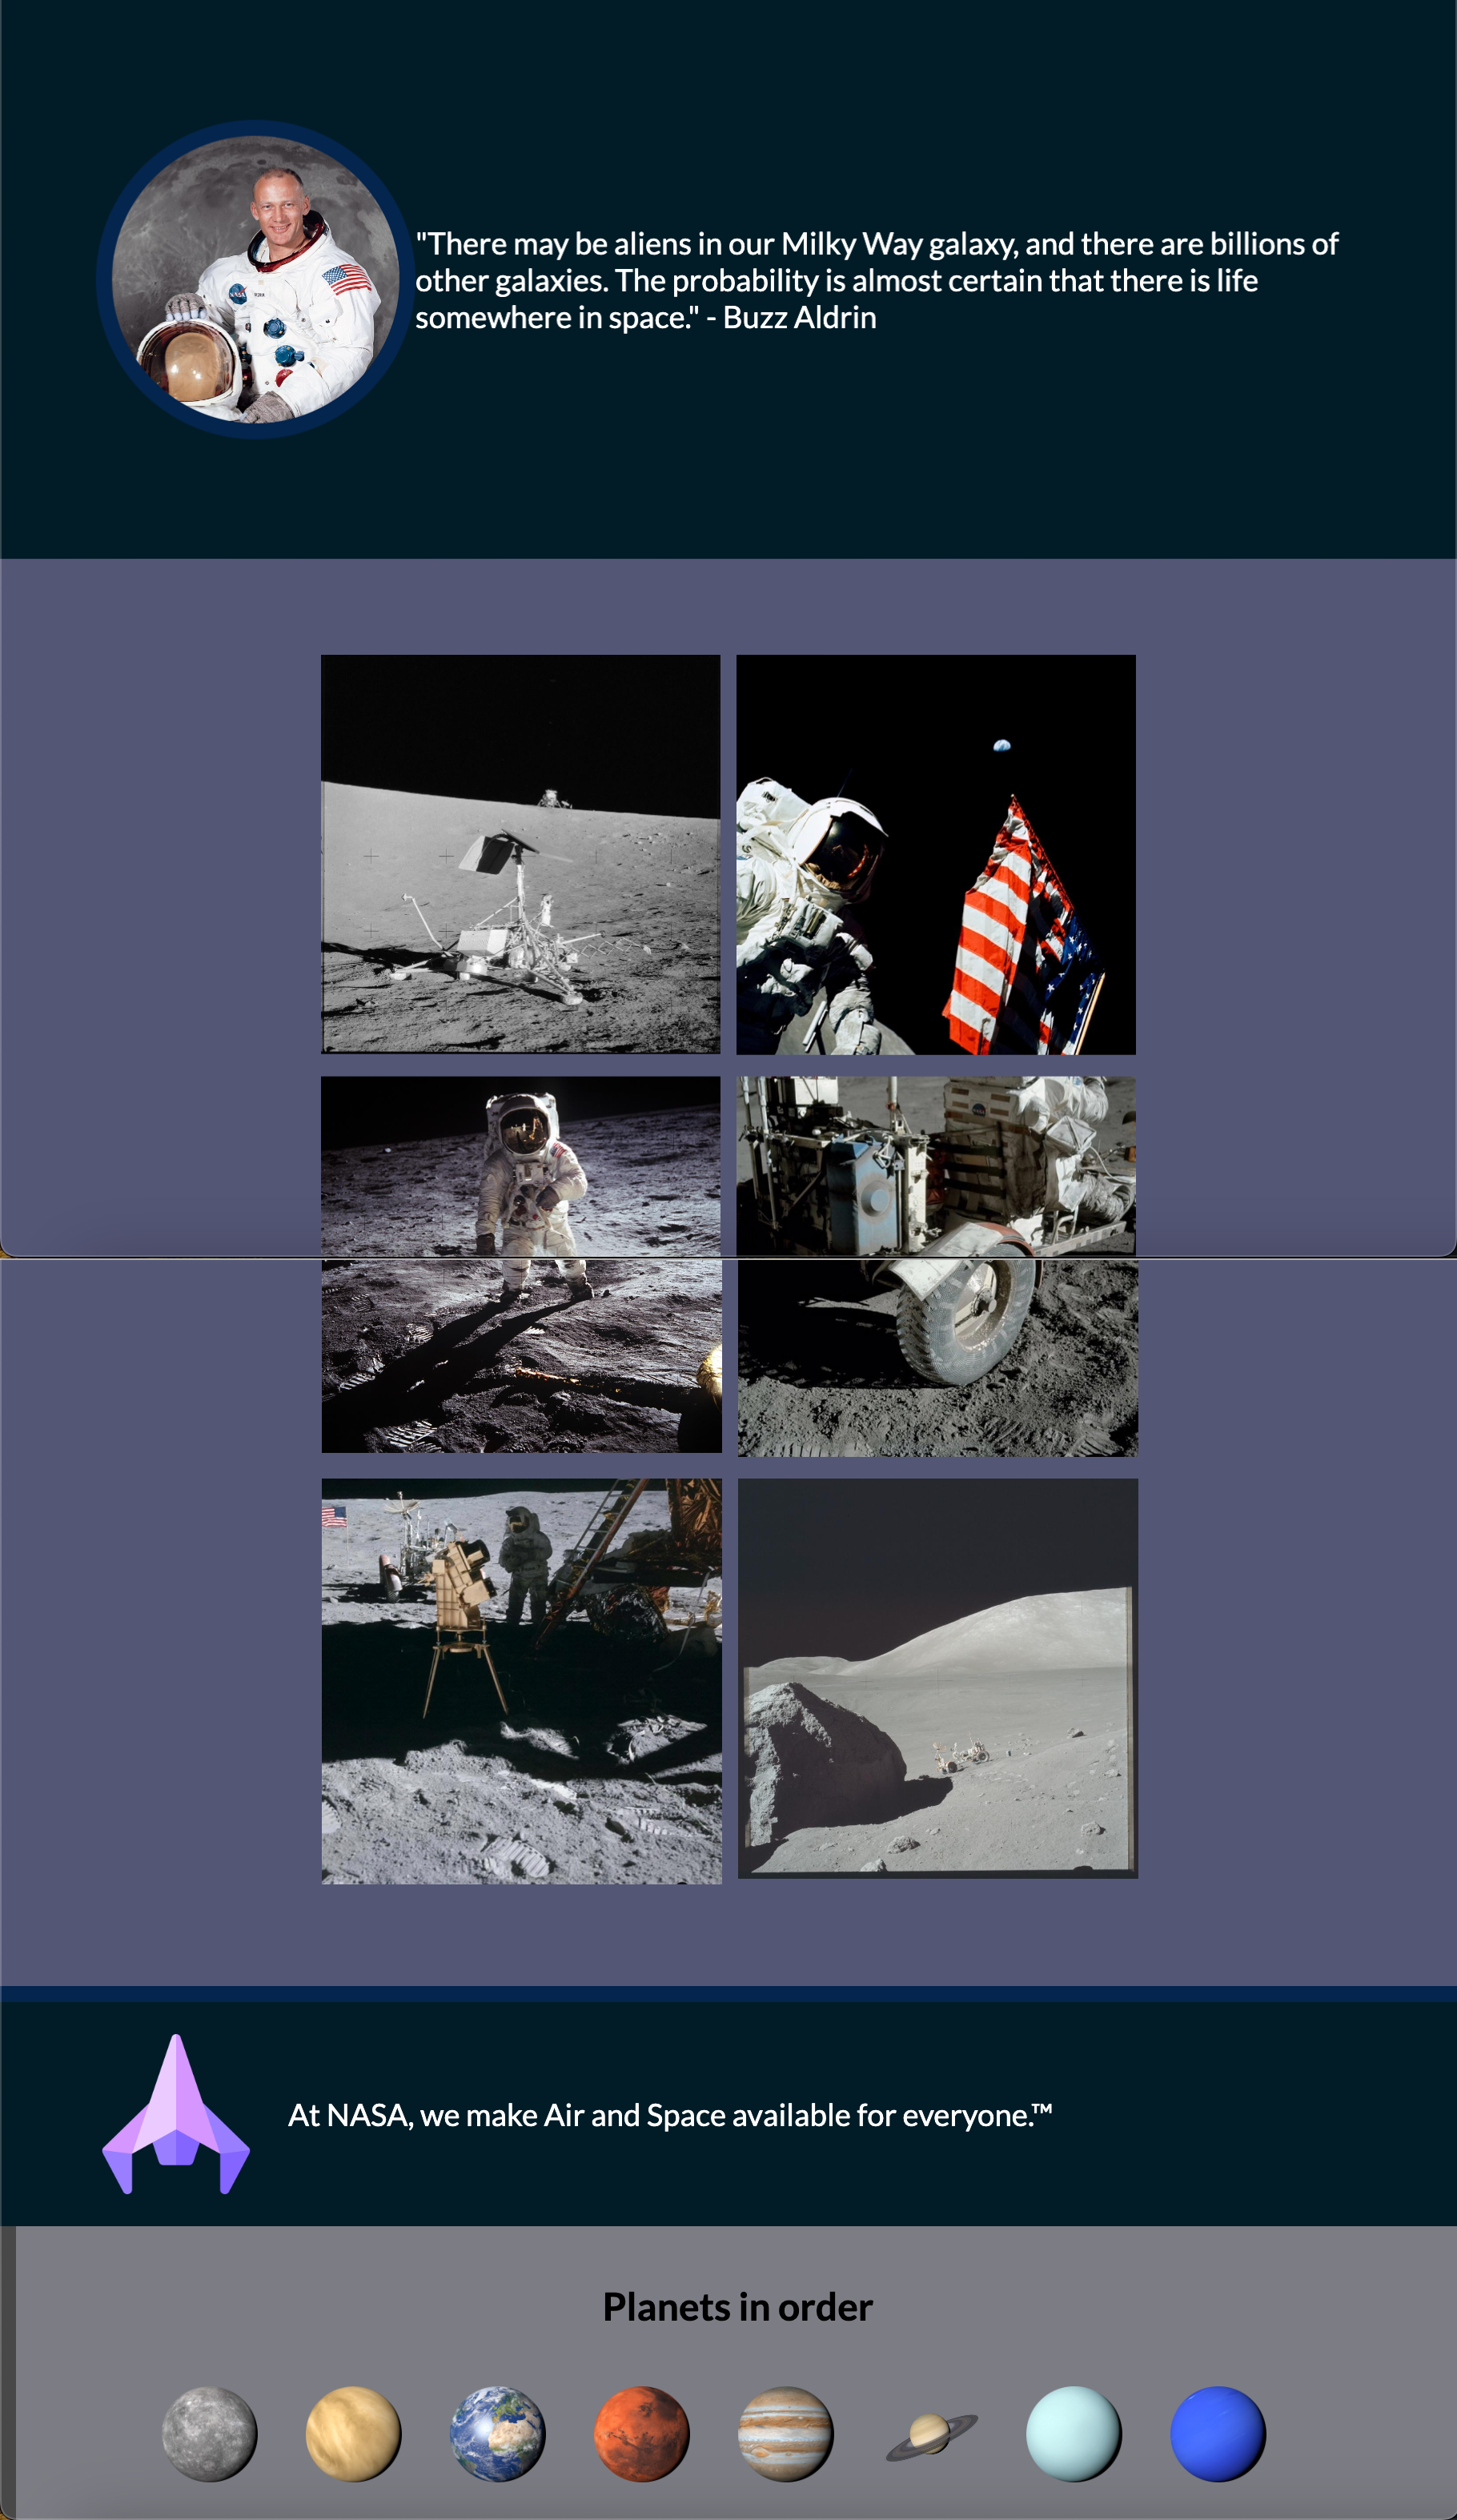 "There may be aliens in our Milky Way galaxy, and there are billions of
other galaxies. The probability is almost certain that there is life
somewhere in space." - Buzz Aldrin
At NASA, we make Air and Space available for everyone.™
Planets in order